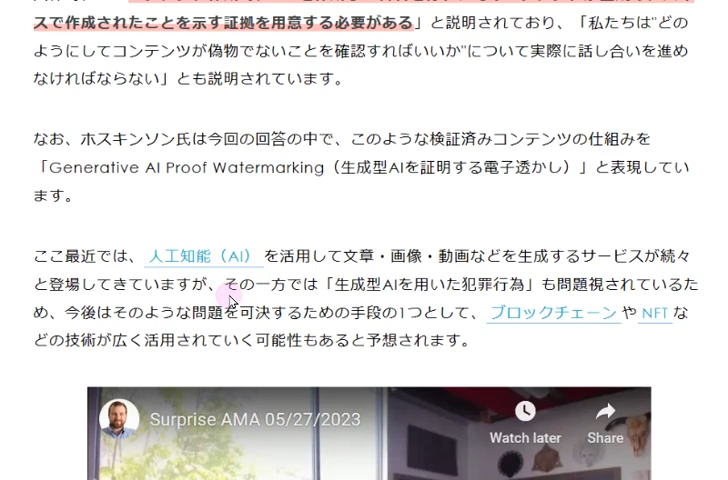 スで作成されたことを示す証拠を用意する必要がある」と説明されており、「私たちは"どの
ようにしてコンテンツが偽物でないことを確認すればいいか"について実際に話し合いを進め
なければならない」とも説明されています。
なお、ホスキンソン氏は今回の回答の中で、このような検証済みコンテンツの仕組みを
「Generative AI Proof Watermarking（生成型AIを証明する電子透かし）」と表現してい
ます。
ここ最近では、人工知能（AI）を活用して文章・画像・動画などを生成するサービスが続々
と登場してきていますが、その一方では「生成型AIを用いた犯罪行為」も問題視されているた
め、今後はそのような問題を可決するための手段の1つとして、ブロックチェーンやNFTな
どの技術が広く活用されていく可能性もあると予想されます。
Surprise AMA 05/27/2023
Watch later
Share